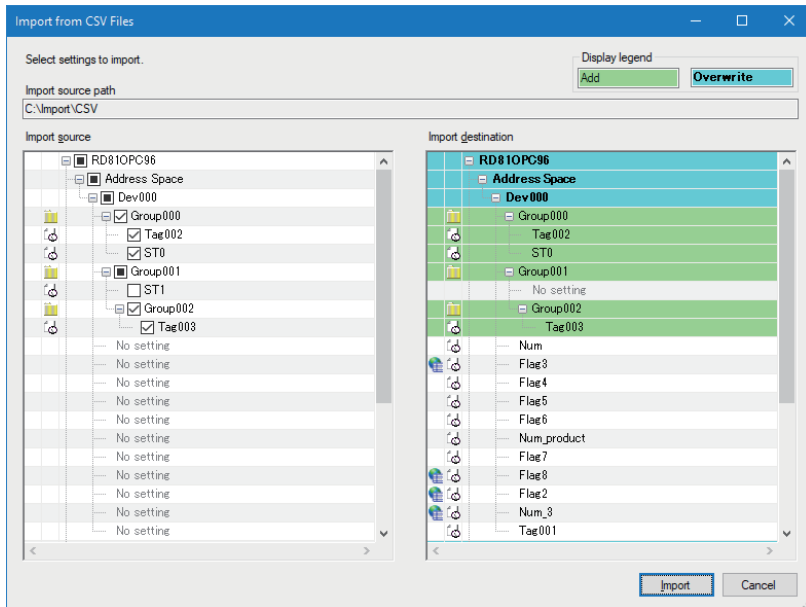 Import from CSV Files
Select settings to import.
Display legend
Add
Overwrite
Import source path
C:\Import\CSV
Import source
RD81OPC96
Address Space
Dev000
Group000
Tag002
ST0
Group001
ST1
Group002
Tag003
No setting
No setting
No setting
No setting
No setting
No setting
No setting
No setting
No setting
No setting
No setting
Import destination
RD81OPC96
Address Space
Dev000
Group000
Tag002
ST0
Group001
No setting
Group002
Tag003
Num
Flag3
Flag4
Flag5
Flag6
Num_product
Flag7
Flag8
Flag2
Num_3
Tag001
Import
Cancel